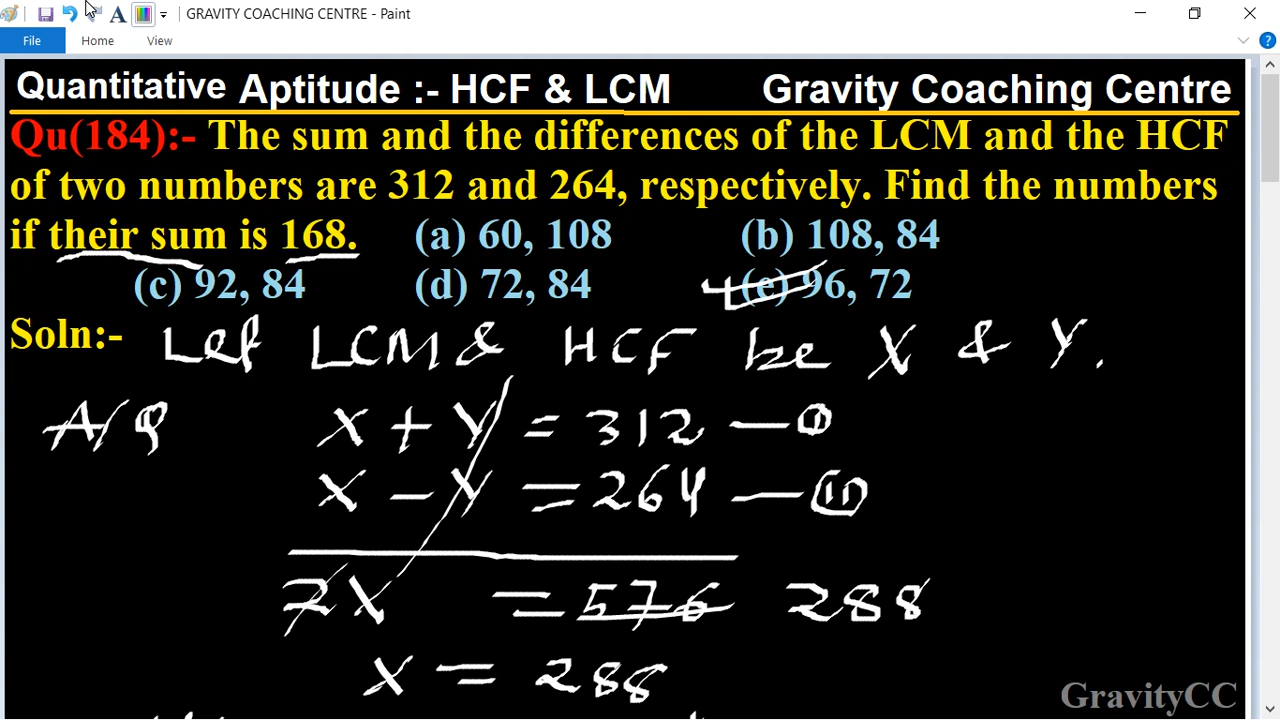 GRAVITY COACHING CENTRE - Paint
File Home View
Quantitative Aptitude :- HCF & LCM Gravity Coaching Centre
Qu(184):- The sum and the differences of the LCM and the HCF
of two numbers are 312 and 264, respectively. Find the numbers
if their sum is 168. (a) 60, 108 (b) 108, 84
(c) 92, 84 (d) 72, 84 (e) 96, 72
Soln:- Let LCM & HCF be X & Y.
A/Q X + Y = 312 — (I)
X - Y = 264 — (II)
2X = 576 288
X = 288
GravityCC